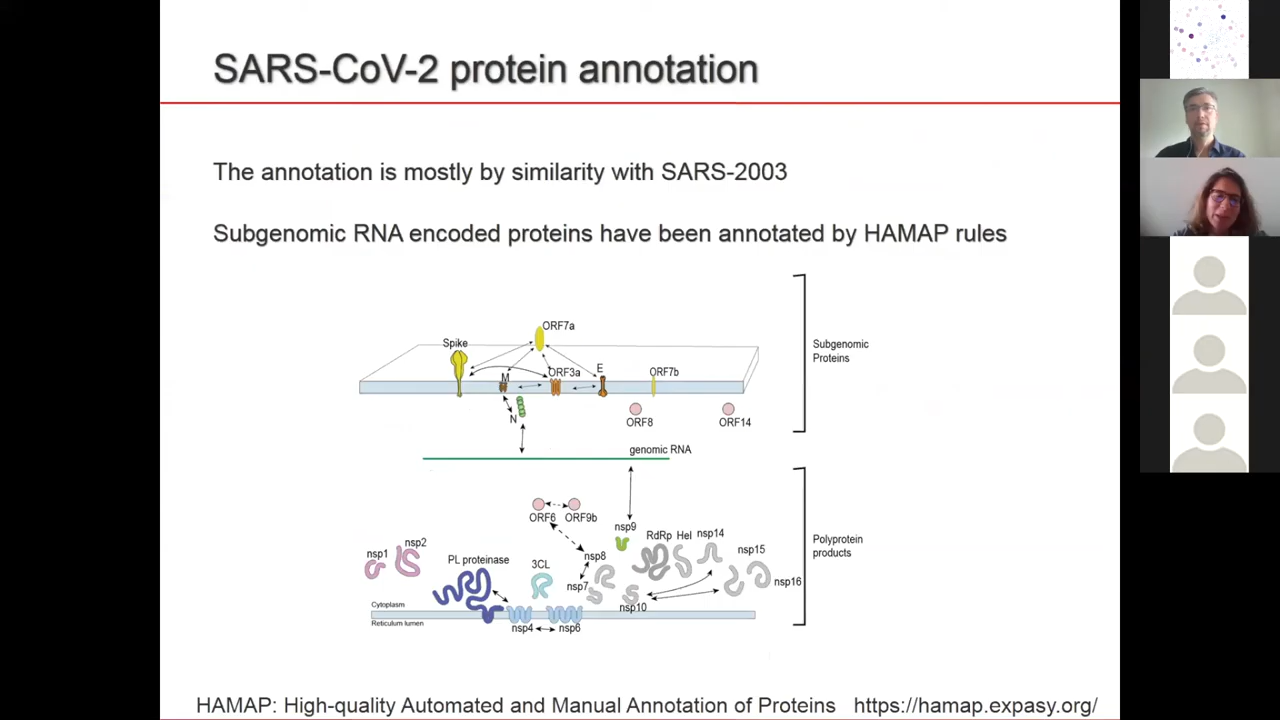 SARS-CoV-2 protein annotation
The annotation is mostly by similarity with SARS-2003
Subgenomic RNA encoded proteins have been annotated by HAMAP rules
ORF7a
Spike
M
ORF3a
E
ORF7b
N
ORF8
ORF14
Subgenomic
Proteins
genomic RNA
ORF6
ORF9b
nsp9
nsp1
nsp2
PL proteinase
3CL
nsp8
nsp7
RdRp
Hel
nsp14
nsp15
nsp16
nsp10
Polyprotein
products
Cytoplasm
Reticulum lumen
nsp4
nsp6
HAMAP: High-quality Automated and Manual Annotation of Proteins https://hamap.expasy.org/